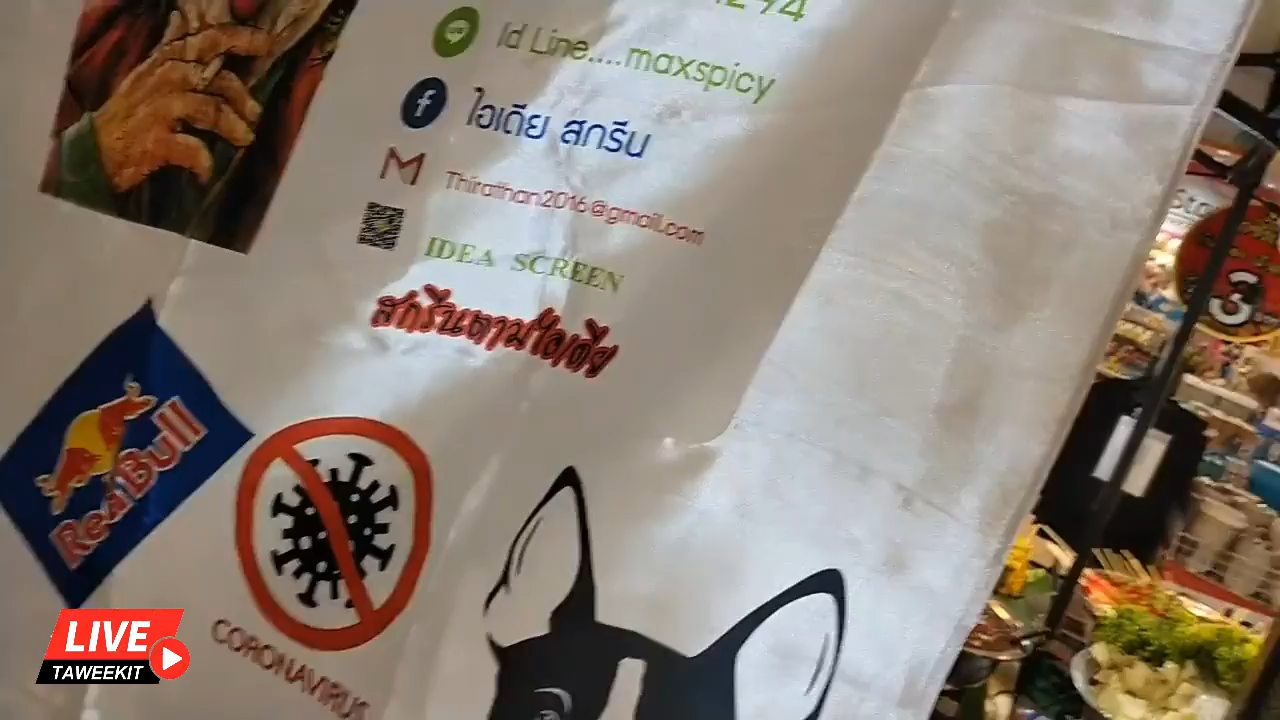 Id Line....maxspicy
ไอเดีย สกรีน
Thirathan2016@gmail.com
IDEA SCREEN
สกรีนตามไอเดีย
Red Bull
CORONAVIRUS
3
LIVE
TAWEEKIT